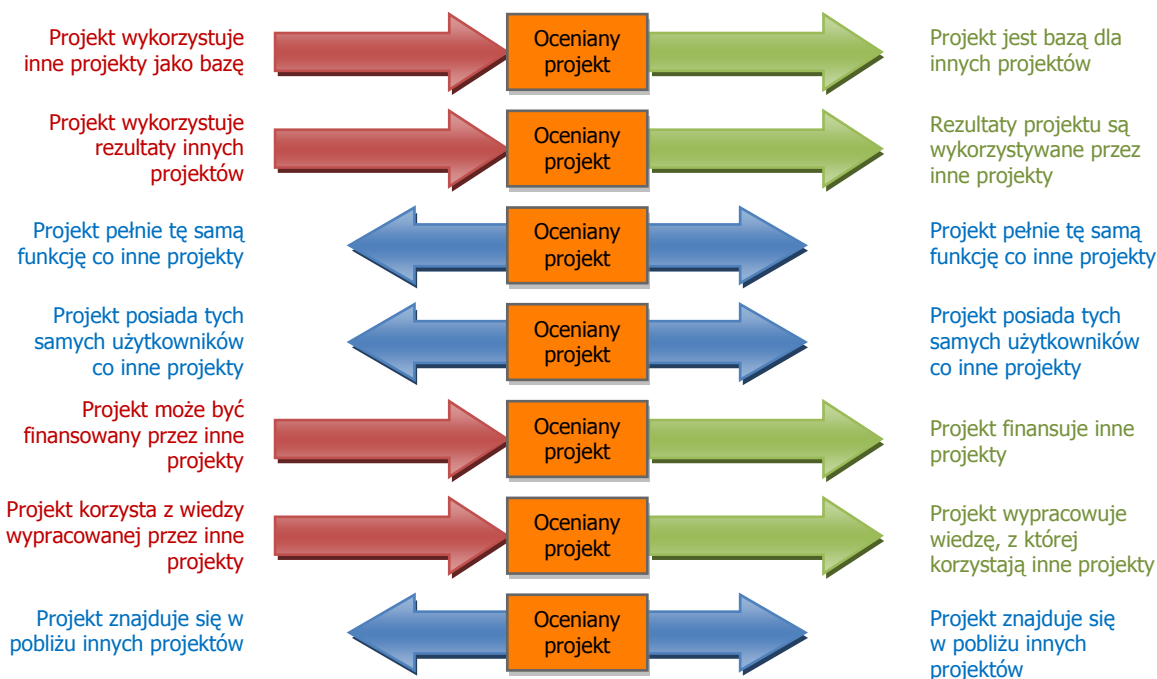 Projekt wykorzystuje
inne projekty jako bazę
Oceniany
projekt
Projekt jest bazą dla
innych projektów
Projekt wykorzystuje
rezultaty innych
projektów
Oceniany
projekt
Rezultaty projektu są
wykorzystywane przez
inne projekty
Projekt pełnie tę samą
funkcję co inne projekty
Oceniany
projekt
Projekt pełnie tę samą
funkcję co inne projekty
Projekt posiada tych
samych użytkowników
co inne projekty
Oceniany
projekt
Projekt posiada tych
samych użytkowników
co inne projekty
Projekt może być
finansowany przez inne
projekty
Oceniany
projekt
Projekt finansuje inne
projekty
Projekt korzysta z wiedzy
wypracowanej przez inne
projekty
Oceniany
projekt
Projekt wypracowuje
wiedzę, z której
korzystają inne projekty
Projekt znajduje się w
pobliżu innych projektów
Oceniany
projekt
Projekt znajduje się
w pobliżu innych
projektów